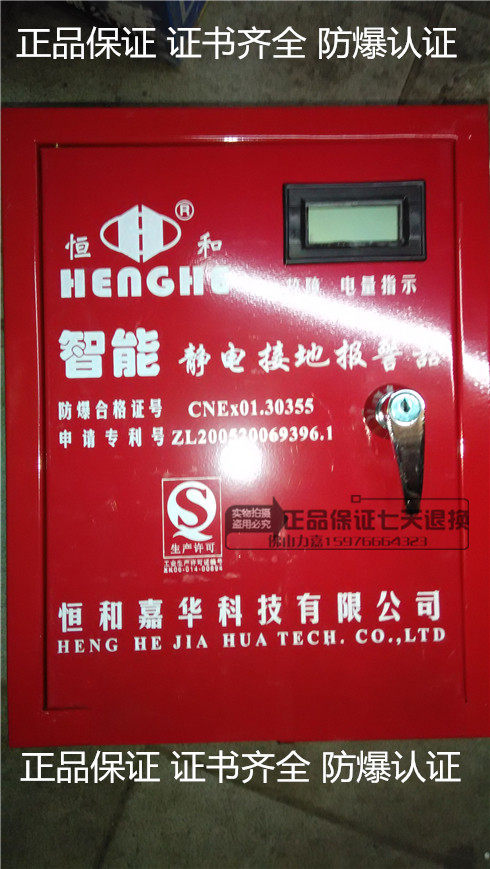 正品保证 证书齐全 防爆认证
®
恒 和
HENGHE
故障 电量指示
智能 静电接地报警器
防爆合格证号 CNEx01.30355
申请专利号 ZL200530069396.1
生产许可
实物拍摄
盗用必究
正品保证七天退换
佛山力嘉15976664323
恒和嘉华科技有限公司
HENG HE JIA HUA TECH. CO.,LTD
正品保证 证书齐全 防爆认证